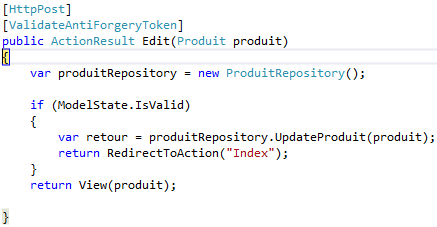 [HttpPost]
[ValidateAntiForgeryToken]
public ActionResult Edit(Produit produit)
{
    var produitRepository = new ProduitRepository();

    if (ModelState.IsValid)
    {
        var retour = produitRepository.UpdateProduit(produit);
        return RedirectToAction("Index");
    }
    return View(produit);

}